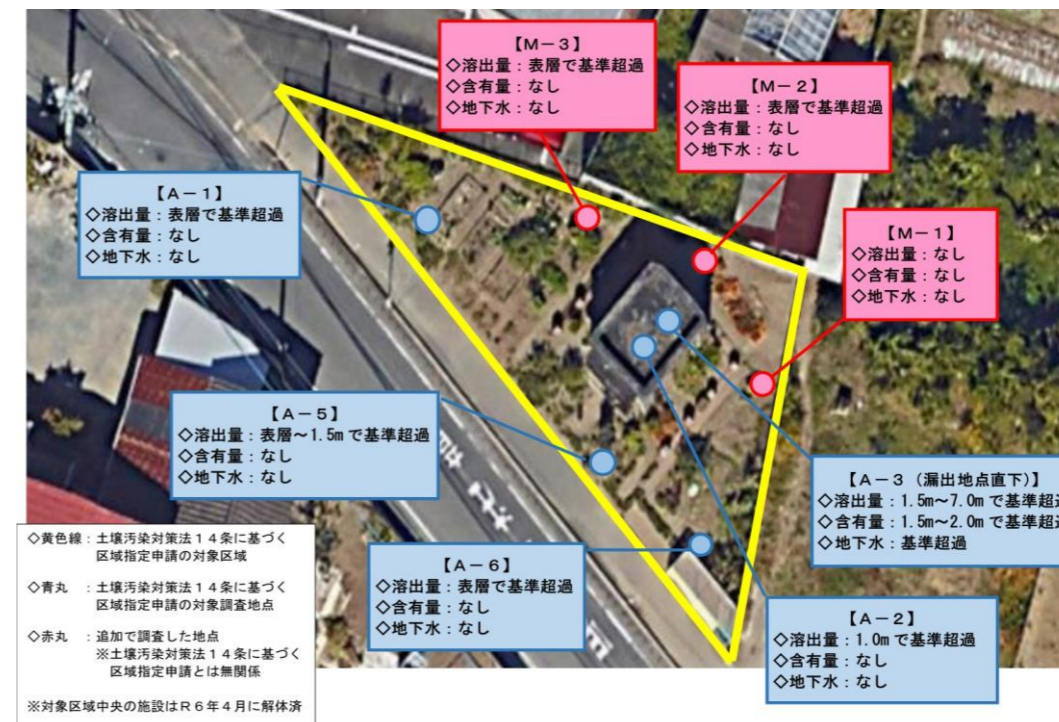 【M－3】
◇溶出量：表層で基準超過
◇含有量：なし
◇地下水：なし
【M－2】
◇溶出量：表層で基準超過
◇含有量：なし
◇地下水：なし
【A－1】
◇溶出量：表層で基準超過
◇含有量：なし
◇地下水：なし
【M－1】
◇溶出量：なし
◇含有量：なし
◇地下水：なし
【A－5】
◇溶出量：表層～1.5mで基準超過
◇含有量：なし
◇地下水：なし
【A－3（漏出地点直下）】
◇溶出量：1.5m～7.0mで基準超
◇含有量：1.5m～2.0mで基準超
◇地下水：基準超過
【A－6】
◇溶出量：表層で基準超過
◇含有量：なし
◇地下水：なし
【A－2】
◇溶出量：1.0mで基準超過
◇含有量：なし
◇地下水：なし
◇黄色線：土壌汚染対策法１４条に基づく
区域指定申請の対象区域
◇青丸　：土壌汚染対策法１４条に基づく
区域指定申請の対象調査地点
◇赤丸　：追加で調査した地点
※土壌汚染対策法１４条に基づく
区域指定申請とは無関係
※対象区域中央の施設はＲ６年４月に解体済